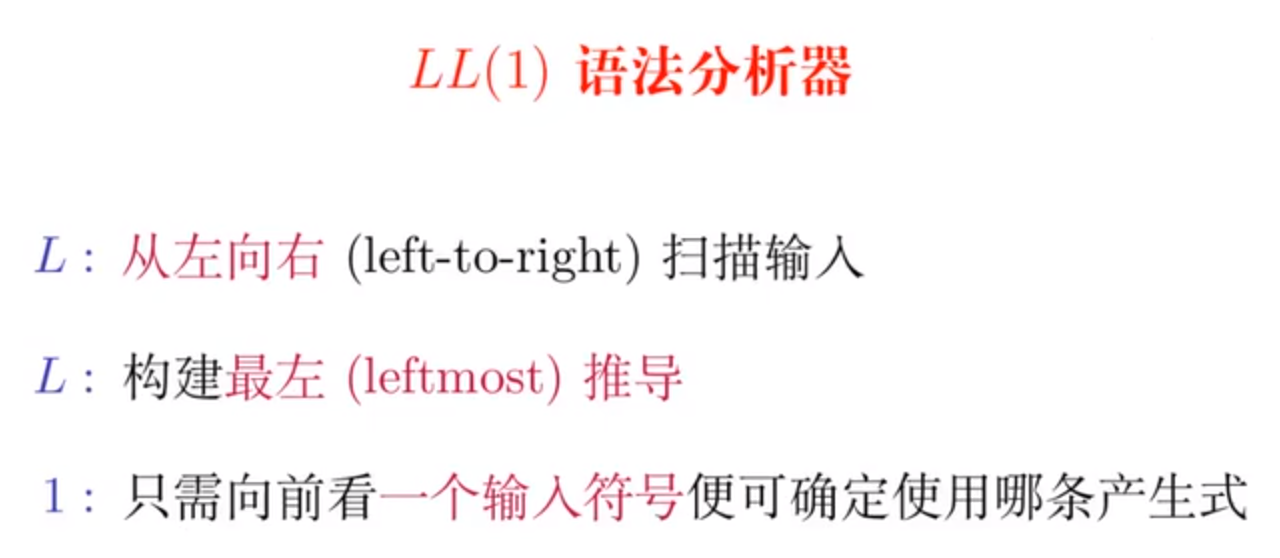 LL(1) 语法分析器
L : 从左向右 (left-to-right) 扫描输入
L : 构建最左 (leftmost) 推导
1 : 只需向前看一个输入符号便可确定使用哪条产生式